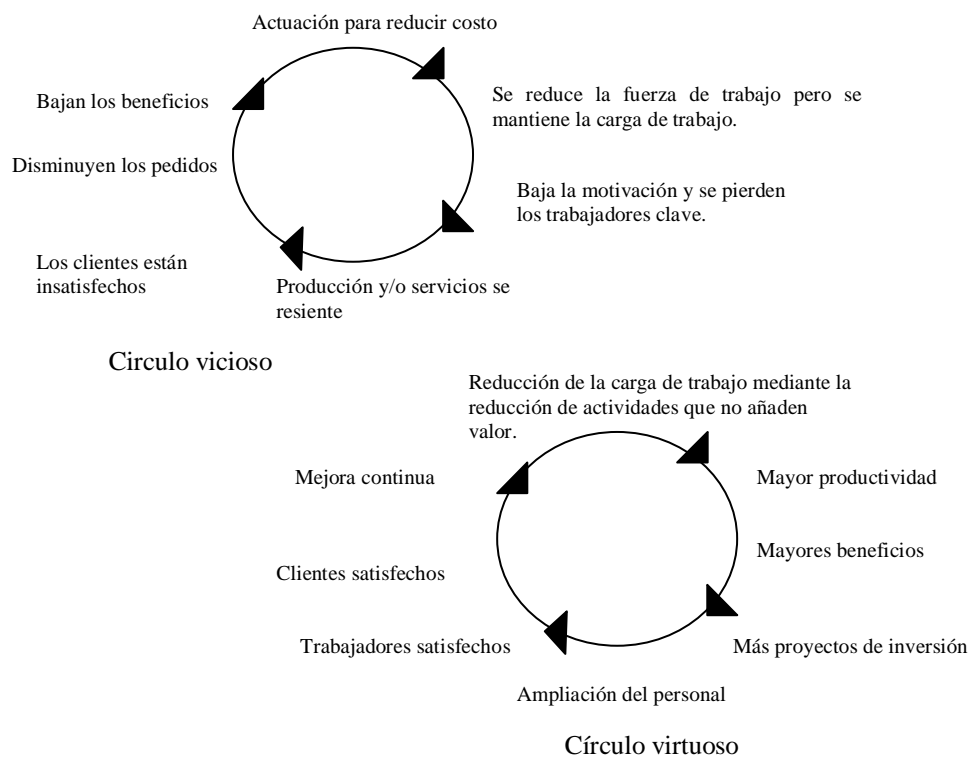 Actuación para reducir costo
Bajan los beneficios
Se reduce la fuerza de trabajo pero se
mantiene la carga de trabajo.
Disminuyen los pedidos
Baja la motivación y se pierden
los trabajadores clave.
Los clientes están
insatisfechos
Producción y/o servicios se
resiente
Circulo vicioso
Reducción de la carga de trabajo mediante la
reducción de actividades que no añaden
valor.
Mejora continua
Mayor productividad
Mayores beneficios
Clientes satisfechos
Trabajadores satisfechos
Más proyectos de inversión
Ampliación del personal
Círculo virtuoso